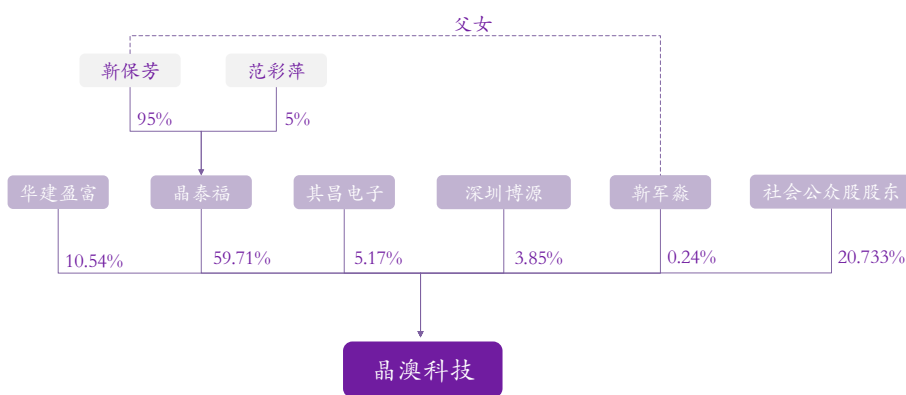 父女
靳保芳
范彩萍
95%
5%
华建盈富
晶泰福
其昌电子
深圳博源
靳军淼
社会公众股股东
10.54%
59.71%
5.17%
3.85%
0.24%
20.733%
晶澳科技